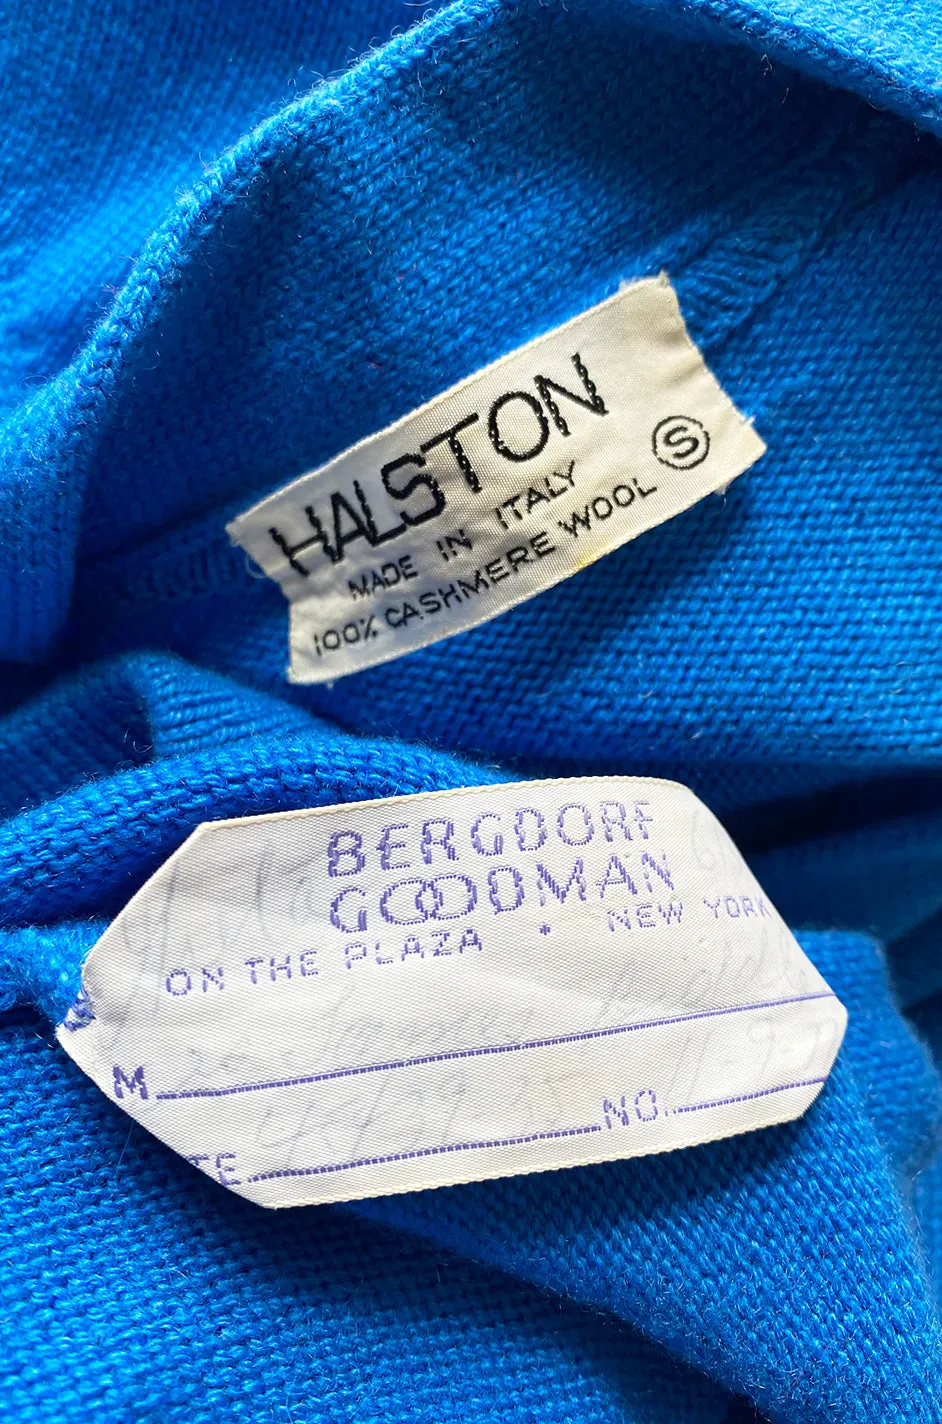 HALSTON
MADE IN ITALY
100% CASHMERE WOOL
S
BERGDORF
GOODMAN
ON THE PLAZA * NEW YORK
M
TE NO.